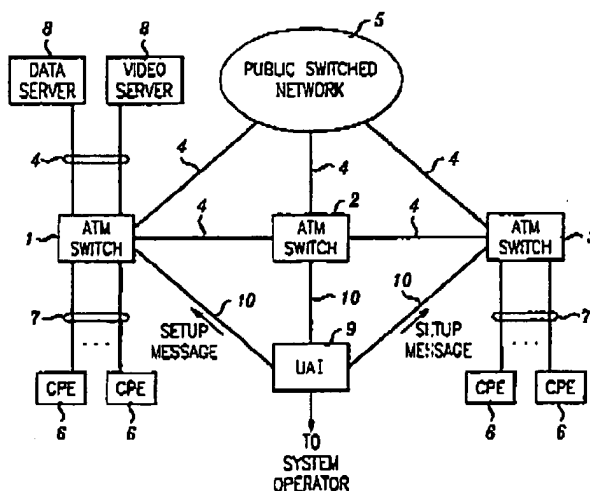 5
8
8
DATA
SERVER
VIDEO
SERVER
PUBLIC SWITCHED
NETWORK
4
4
4
4
2
1
ATM
SWITCH
4
ATM
SWITCH
4
ATM
SWITCH
3
7
10
10
10
7
SETUP
MESSAGE
9
SETUP
MESSAGE
...
...
UAI
CPE
CPE
CPE
CPE
6
6
6
6
TO
SYSTEM
OPERATOR